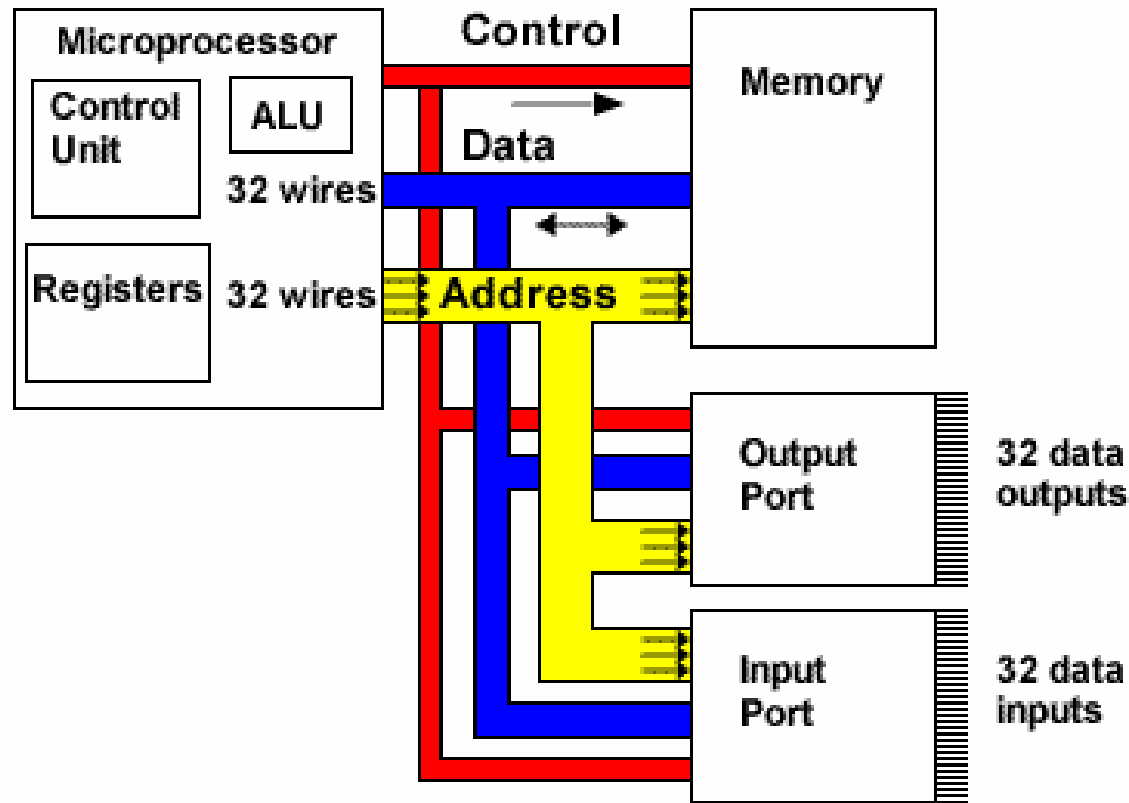 Microprocessor
Control
Unit
ALU
32 wires
Registers
32 wires
Control
Data
Address
Memory
Output
Port
32 data
outputs
Input
Port
32 data
inputs